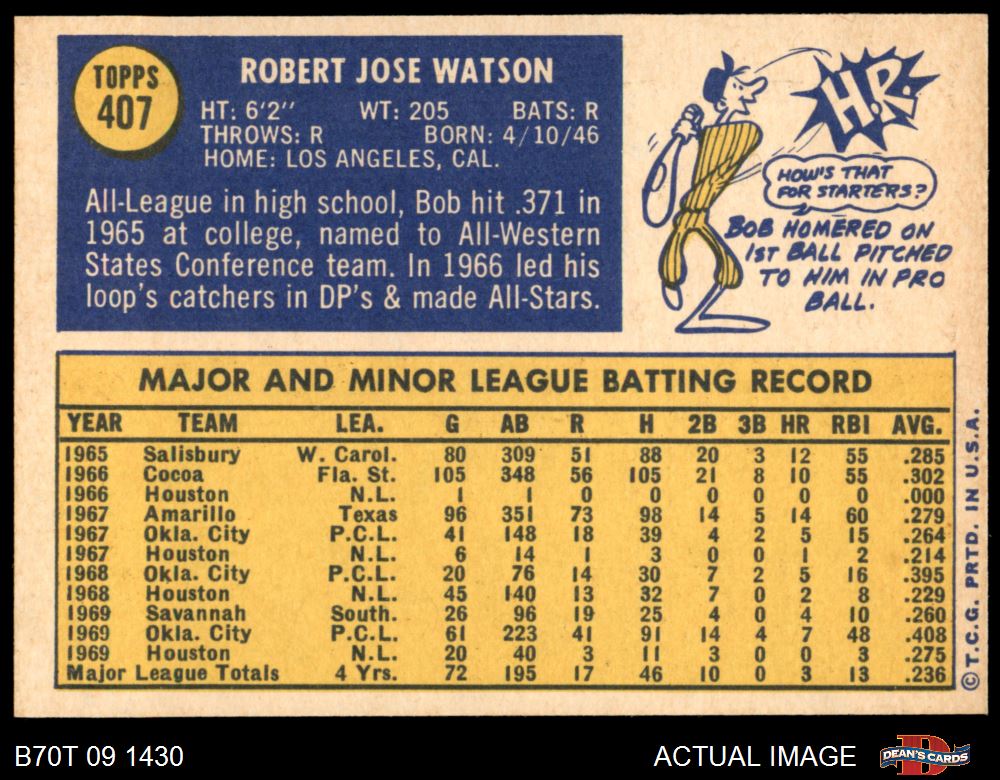 TOPPS
407
ROBERT JOSE WATSON
HT: 6'2" WT: 205 BATS: R
THROWS: R BORN: 4/10/46
HOME: LOS ANGELES, CAL.
All-League in high school, Bob hit .371 in
1965 at college, named to All-Western
States Conference team. In 1966 led his
loop's catchers in DP's & made All-Stars.
H.R.
HOW'S THAT
FOR STARTERS?
BOB HOMERED ON
1ST BALL PITCHED
TO HIM IN PRO
BALL.
MAJOR AND MINOR LEAGUE BATTING RECORD
YEAR TEAM LEA. G AB R H 2B 3B HR RBI AVG.
1965 Salisbury W. Carol. 80 309 51 88 20 3 12 55 .285
1966 Cocoa Fla. St. 105 348 56 105 21 8 10 55 .302
1966 Houston N.L. 1 1 0 0 0 0 0 0 .000
1967 Amarillo Texas 96 351 73 98 14 5 14 60 .279
1967 Okla. City P.C.L. 41 148 18 39 4 2 5 15 .264
1967 Houston N.L. 6 14 1 3 0 0 1 2 .214
1968 Okla. City P.C.L. 20 76 14 30 7 2 5 16 .395
1968 Houston N.L. 45 140 13 32 7 0 2 8 .229
1969 Savannah South. 26 96 19 25 4 0 4 10 .260
1969 Okla. City P.C.L. 61 223 41 91 14 4 7 48 .408
1969 Houston N.L. 20 40 3 11 3 0 0 3 .275
Major League Totals 4 Yrs. 72 195 17 46 10 0 3 13 .236
©T.C.G. PRTD. IN U.S.A.
B70T 09 1430 ACTUAL IMAGE
DEAN'S CARDS